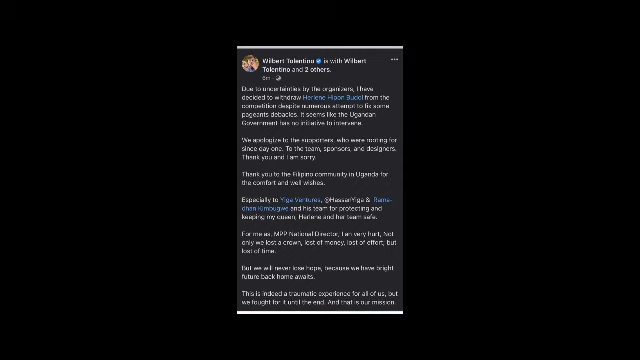 Wilbert Tolentino is with Wilbert
Tolentino and 2 others.
6m
Due to uncertainties by the organizers, I have
decided to withdraw Herlene Hipon Budol from the
competition despite numerous attempt to fix some
pageants debacles. It seems like the Ugandan
Government has no initiative to intervene.
We apologize to the supporters, who were rooting for
since day one. To the team, sponsors, and designers.
Thank you and I am sorry.
Thank you to the Filipino community in Uganda for
the comfort and well wishes.
Especially to Yiga Ventures, @HassanYiga & Rama-
dhan Kimbugwe and his team for protecting and
keeping my queen, Herlene and her team safe.
For me as, MPP National Director, I am very hurt, Not
only we lost a crown, lost of money, lost of effort, but
lost of time.
But we will never lose hope, because we have bright
future back home awaits.
This is indeed a traumatic experience for all of us, but
we fought for it until the end. And that is our mission.